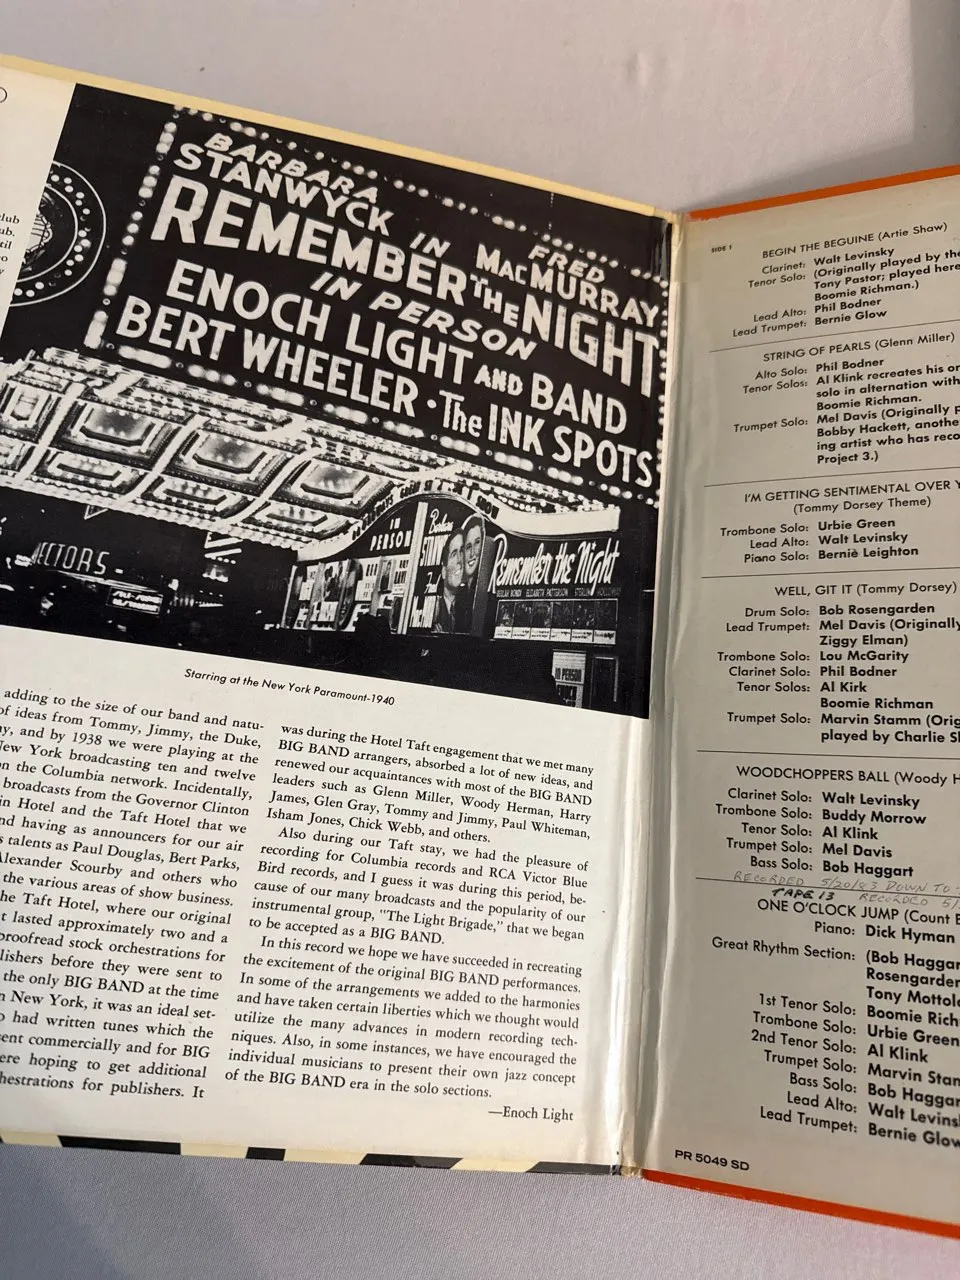 BARBARA
STANWYCK IN FRED
MACMURRAY
REMEMBER THE NIGHT
IN PERSON
ENOCH LIGHT AND BAND
BERT WHEELER · The INK SPOTS
IN
PERSON
Barbara
STANWYCK
Remember the Night
Starring at the New York Paramount-1940
adding to the size of our band and natu-
of ideas from Tommy, Jimmy, the Duke,
and by 1938 we were playing at the
New York broadcasting ten and twelve
on the Columbia network. Incidentally,
broadcasts from the Governor Clinton
Hotel and the Taft Hotel that we
having as announcers for our air
talents as Paul Douglas, Bert Parks,
Alexander Scourby and others who
the various areas of show business.
the Taft Hotel, where our original
lasted approximately two and a
proofread stock orchestrations for
before they were sent to
the only BIG BAND at the time
New York, it was an ideal set-
had written tunes which the
commercially and for BIG
hoping to get additional
orchestrations for publishers. It
was during the Hotel Taft engagement that we met many
BIG BAND arrangers, absorbed a lot of new ideas, and
renewed our acquaintances with most of the BIG BAND
leaders such as Glenn Miller, Woody Herman, Harry
James, Glen Gray, Tommy and Jimmy, Paul Whiteman,
Isham Jones, Chick Webb, and others.
Also during our Taft stay, we had the pleasure of
recording for Columbia records and RCA Victor Blue
Bird records, and I guess it was during this period, be-
cause of our many broadcasts and the popularity of our
instrumental group, "The Light Brigade," that we began
to be accepted as a BIG BAND.
In this record we hope we have succeeded in recreating
the excitement of the original BIG BAND performances.
In some of the arrangements we added to the harmonies
and have taken certain liberties which we thought would
utilize the many advances in modern recording tech-
niques. Also, in some instances, we have encouraged the
individual musicians to present their own jazz concept
of the BIG BAND era in the solo sections.
—Enoch Light
SIDE 1
BEGIN THE BEGUINE (Artie Shaw)
Clarinet: Walt Levinsky
Tenor Solo: (Originally played by the
Tony Pastor; played here
Boomie Richman.)
Lead Alto: Phil Bodner
Lead Trumpet: Bernie Glow
STRING OF PEARLS (Glenn Miller)
Alto Solo: Phil Bodner
Tenor Solos: Al Klink recreates his
solo in alternation with
Boomie Richman.
Trumpet Solo: Mel Davis (Originally
Bobby Hackett,
ing artist who has
Project 3.)
I'M GETTING SENTIMENTAL OVER
(Tommy Dorsey Theme)
Trombone Solo: Urbie Green
Lead Alto: Walt Levinsky
Piano Solo: Bernie Leighton
WELL, GIT IT (Tommy Dorsey)
Drum Solo: Bob Rosengarden
Lead Trumpet: Mel Davis (Originally
Ziggy Elman)
Trombone Solo: Lou McGarity
Clarinet Solo: Phil Bodner
Tenor Solos: Al Kirk
Boomie Richman
Trumpet Solo: Marvin Stamm
played by Charlie
WOODCHOPPERS BALL (Woody
Clarinet Solo: Walt Levinsky
Trombone Solo: Buddy Morrow
Tenor Solo: Al Klink
Trumpet Solo: Mel Davis
Bass Solo: Bob Haggart
RECORDED 5/20/83 DOWN TO
TAPE 13 RECORDED
ONE O'CLOCK JUMP (Count
Piano: Dick Hyman
Great Rhythm Section: (Bob
Tony
1st Tenor Solo: Boomie
Trombone Solo: Urbie Green
2nd Tenor Solo: Al Klink
Trumpet Solo: Marvin
Bass Solo: Bob
Lead Alto: Walt
Lead Trumpet: Bernie Glow
PR 5049 SD